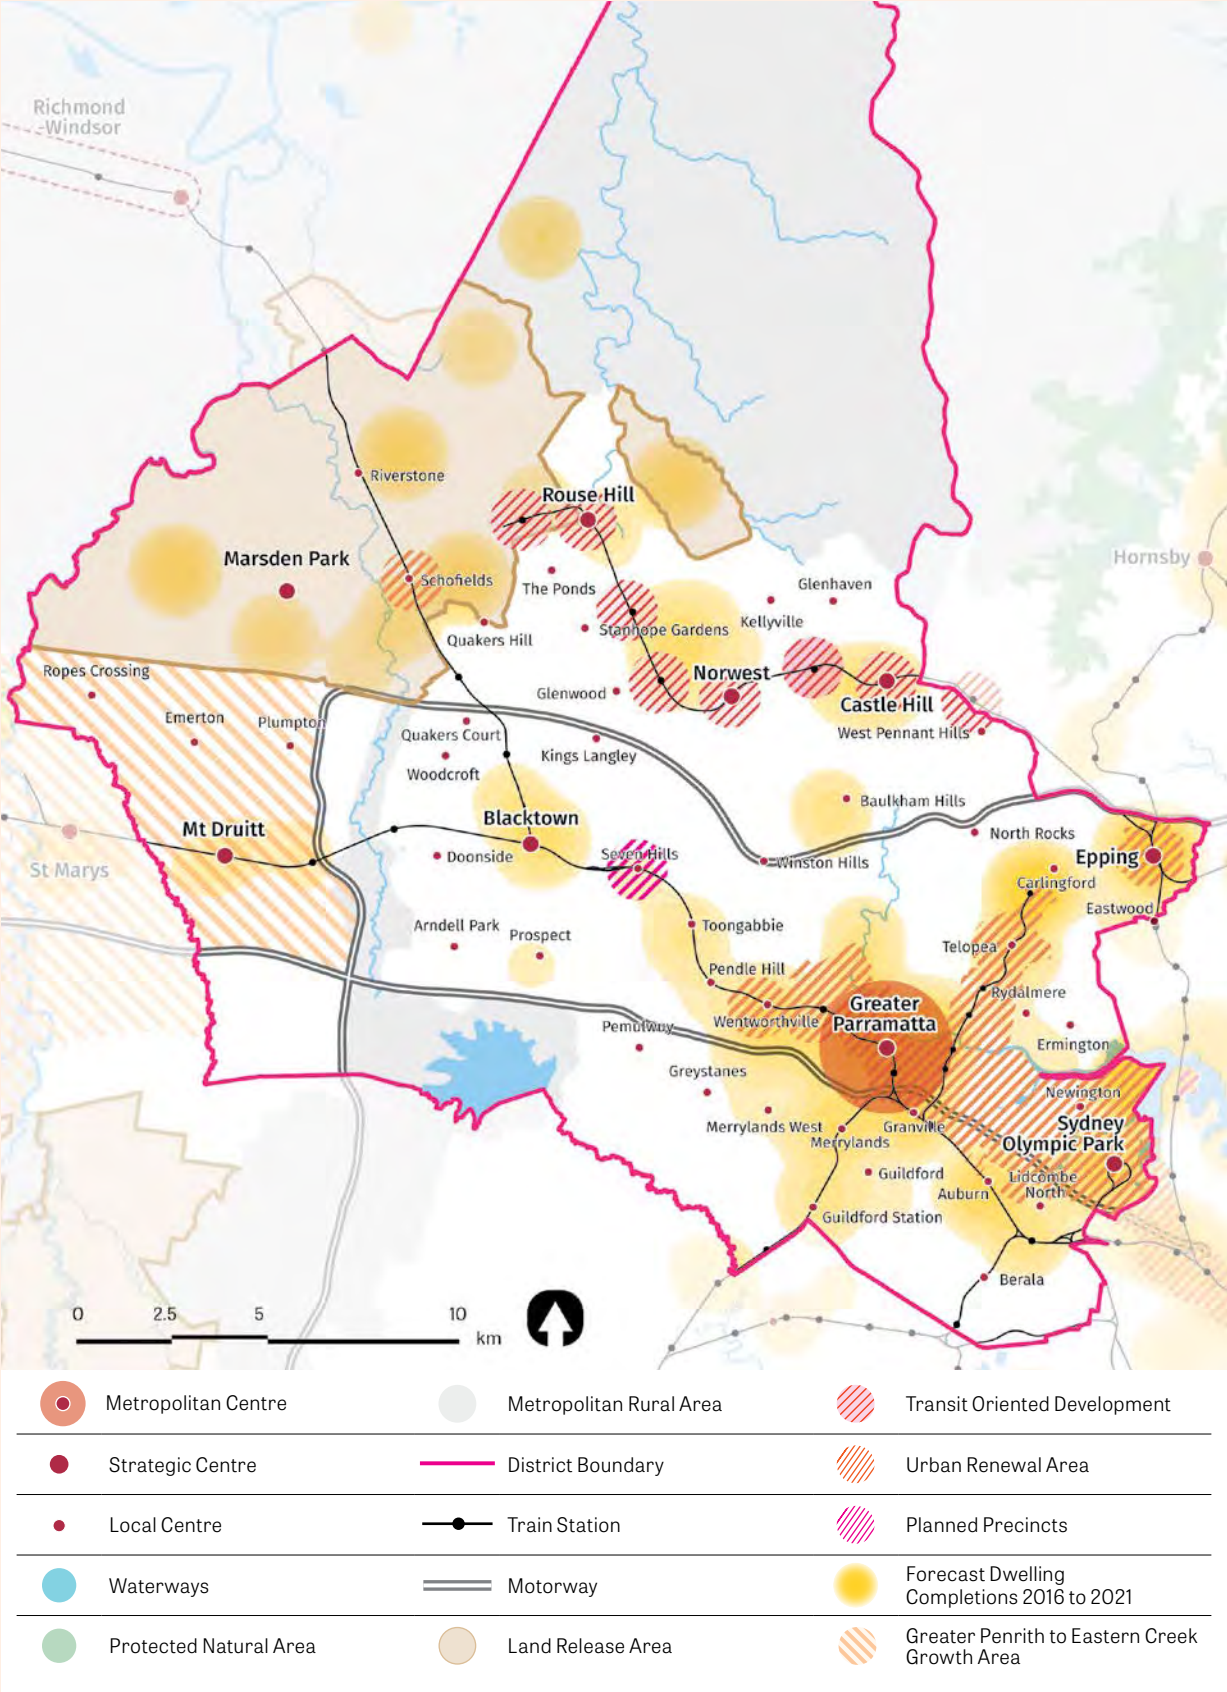 Richmond
-Windsor
Riverstone
Rouse Hill
Hornsby
Marsden Park
Schofields
The Ponds
Glenhaven
Kellyville
Stanhope Gardens
Quakers Hill
Ropes Crossing
Norwest
Glenwood
Castle Hill
Emerton
Plumpton
Quakers Court
West Pennant Hills
Kings Langley
Woodcroft
Baulkham Hills
Blacktown
Mt Druitt
North Rocks
Seven Hills
Doonside
Winston Hills
Epping
St Marys
Carlingford
Eastwood
Arndell Park
Prospect
Toongabbie
Telopea
Pendle Hill
Rydalmere
Greater
Parramatta
Wentworthville
Pemulwuy
Ermington
Greystanes
Newington
Merrylands West
Granville
Sydney
Olympic Park
Merrylands
Guildford
Lidcombe
North
Auburn
Guildford Station
Berala
0 2.5 5 10
km
Metropolitan Centre
Metropolitan Rural Area
Transit Oriented Development
Strategic Centre
District Boundary
Urban Renewal Area
Local Centre
Train Station
Planned Precincts
Waterways
Motorway
Forecast Dwelling
Completions 2016 to 2021
Protected Natural Area
Land Release Area
Greater Penrith to Eastern Creek
Growth Area